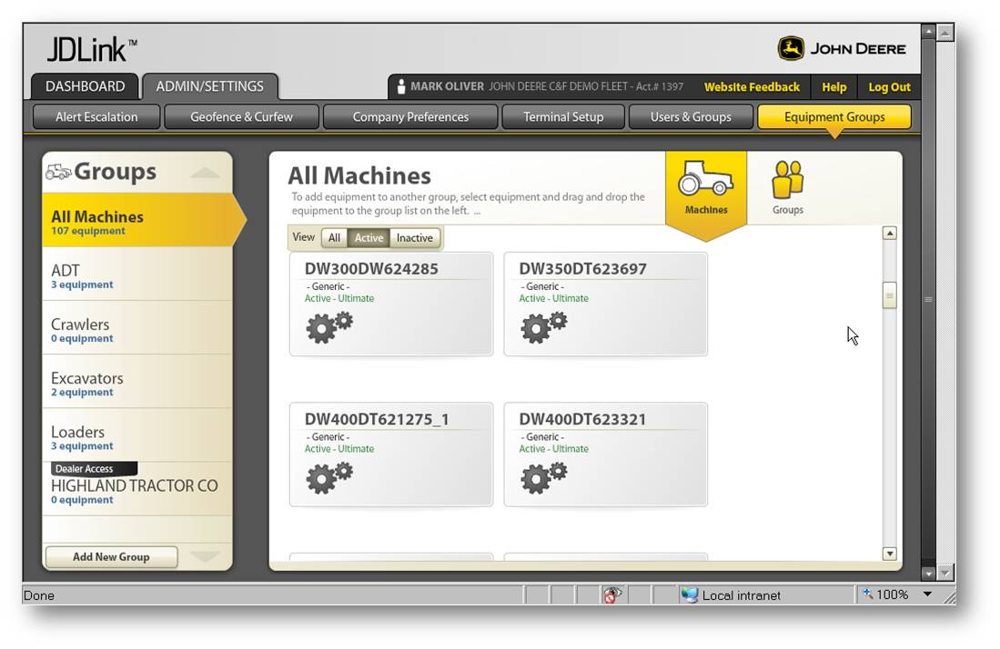 JDLink™
JOHN DEERE
DASHBOARD
ADMIN/SETTINGS
MARK OLIVER JOHN DEERE C&F DEMO FLEET - Act.# 1397
Website Feedback
Help
Log Out
Alert Escalation
Geofence & Curfew
Company Preferences
Terminal Setup
Users & Groups
Equipment Groups
Groups
All Machines
107 equipment
ADT
3 equipment
Crawlers
0 equipment
Excavators
2 equipment
Loaders
3 equipment
Dealer Access
HIGHLAND TRACTOR CO
0 equipment
Add New Group
All Machines
To add equipment to another group, select equipment and drag and drop the
equipment to the group list on the left. ...
Machines
Groups
View All Active Inactive
DW300DW624285
- Generic -
Active - Ultimate
DW350DT623697
- Generic -
Active - Ultimate
DW400DT621275_1
- Generic -
Active - Ultimate
DW400DT623321
- Generic -
Active - Ultimate
Done
Local intranet
100%